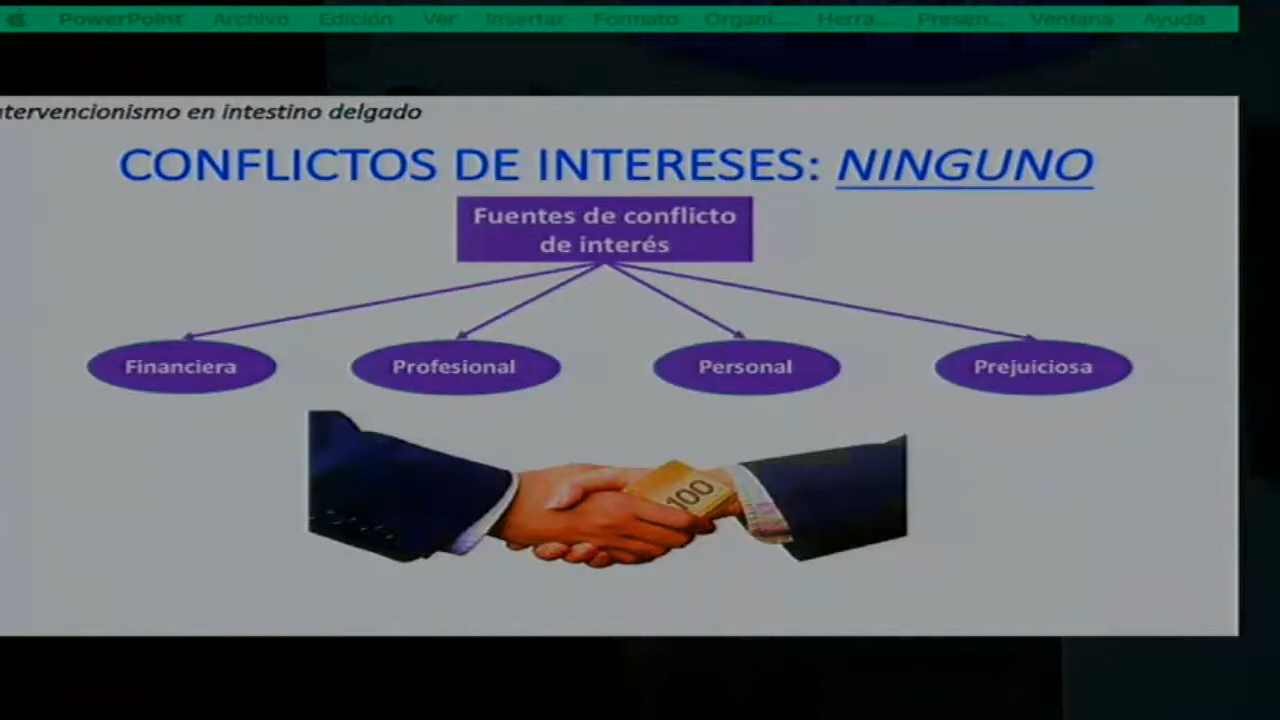 PowerPoint Archivo Edición Ver Insertar Formato Organi... Herra... Presen... Ventana Ayuda
ntervencionismo en intestino delgado
CONFLICTOS DE INTERESES: NINGUNO
Fuentes de conflicto
de interés
Financiera Profesional Personal Prejuiciosa
100